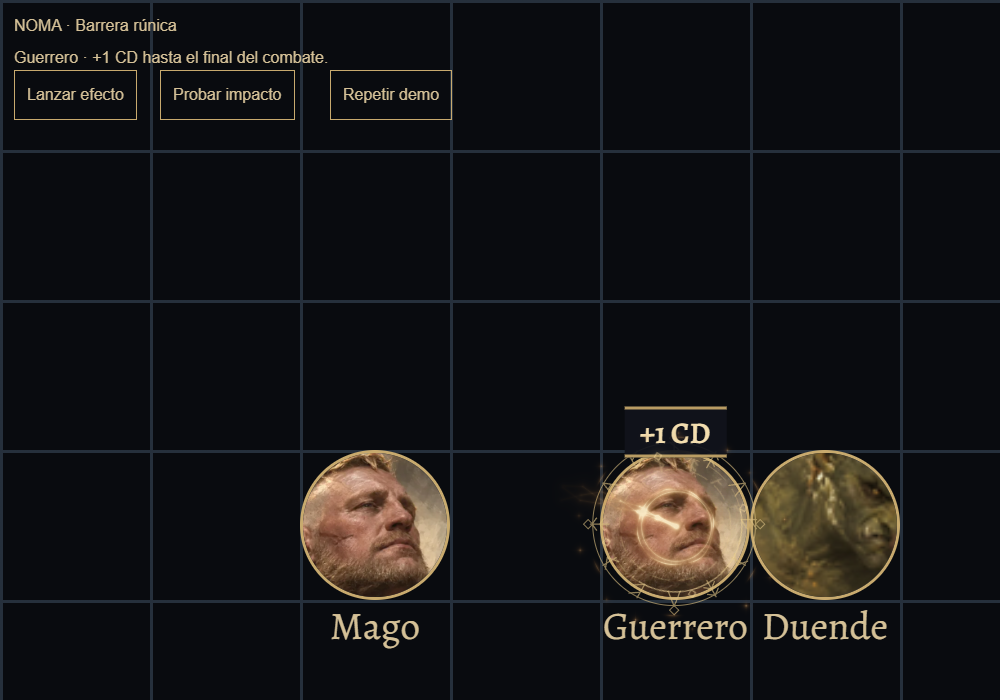 NOMA · Barrera rúnica
Guerrero · +1 CD hasta el final del combate.
Lanzar efecto Probar impacto Repetir demo
+1 CD
Mago Guerrero Duende